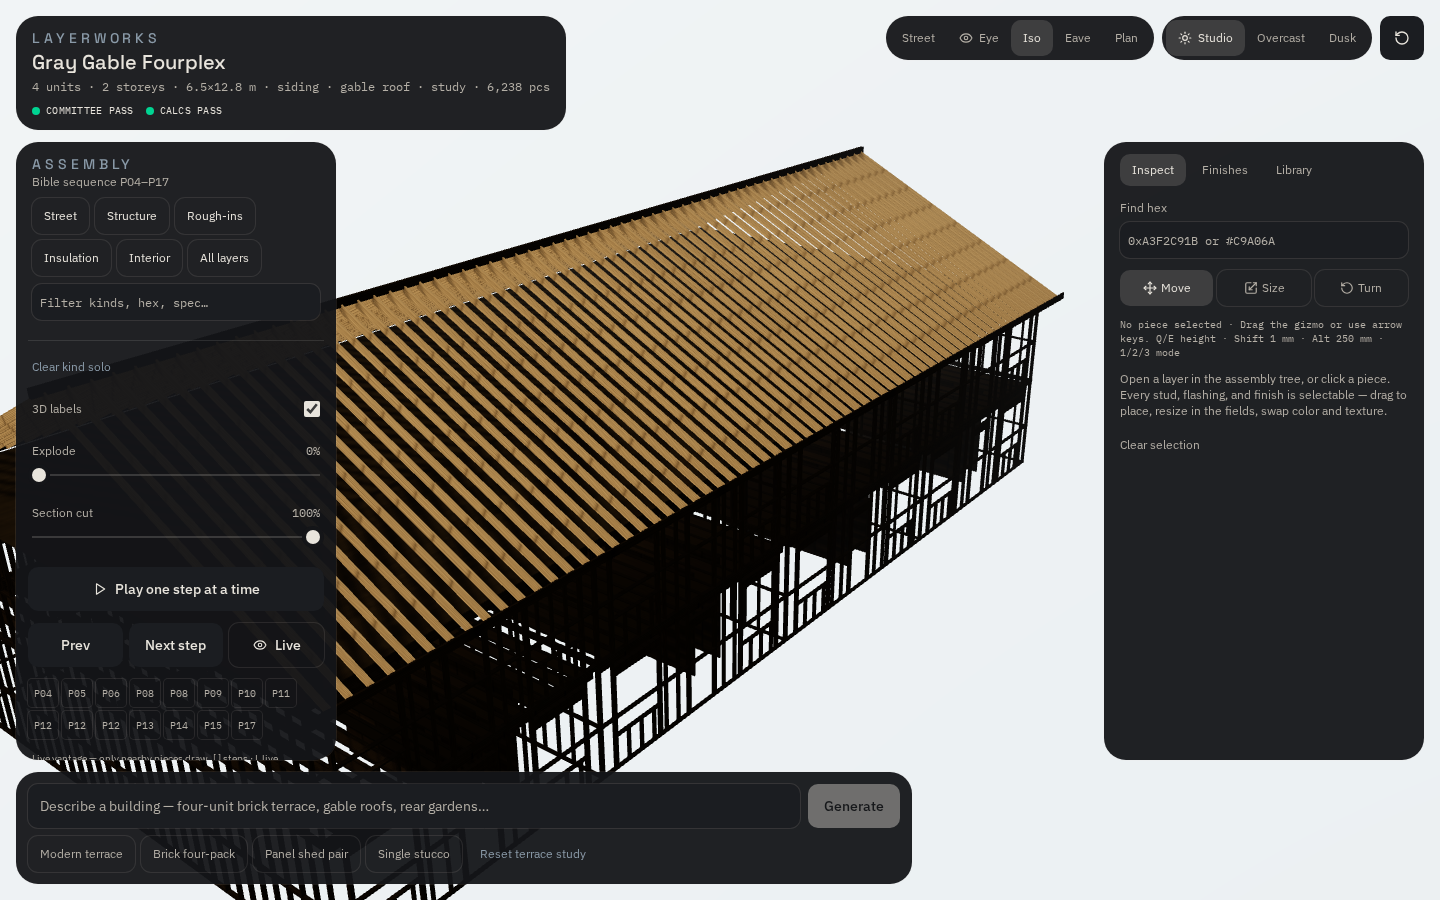 LAYERWORKS
Gray Gable Fourplex
4 units · 2 storeys · 6.5×12.8 m · siding · gable roof · study · 6,238 pcs
COMMITTEE PASS CALCS PASS
Street Eye Iso Eave Plan
Studio Overcast Dusk
ASSEMBLY
Bible sequence P04–P17
Street Structure Rough-ins
Insulation Interior All layers
Filter kinds, hex, spec…
Clear kind solo
3D labels
Explode 0%
Section cut 100%
Play one step at a time
Prev Next step Live
P04 P05 P06 P08 P08 P09 P10 P11
P12 P12 P12 P13 P14 P15 P17
Live vantage — only nearby pieces draw. [ ] steps · L live
Inspect Finishes Library
Find hex
0xA3F2C91B or #C9A06A
Move Size Turn
No piece selected · Drag the gizmo or use arrow
keys. Q/E height · Shift 1 mm · Alt 250 mm ·
1/2/3 mode
Open a layer in the assembly tree, or click a piece.
Every stud, flashing, and finish is selectable — drag to
place, resize in the fields, swap color and texture.
Clear selection
Describe a building — four-unit brick terrace, gable roofs, rear gardens…
Generate
Modern terrace Brick four-pack Panel shed pair Single stucco Reset terrace study